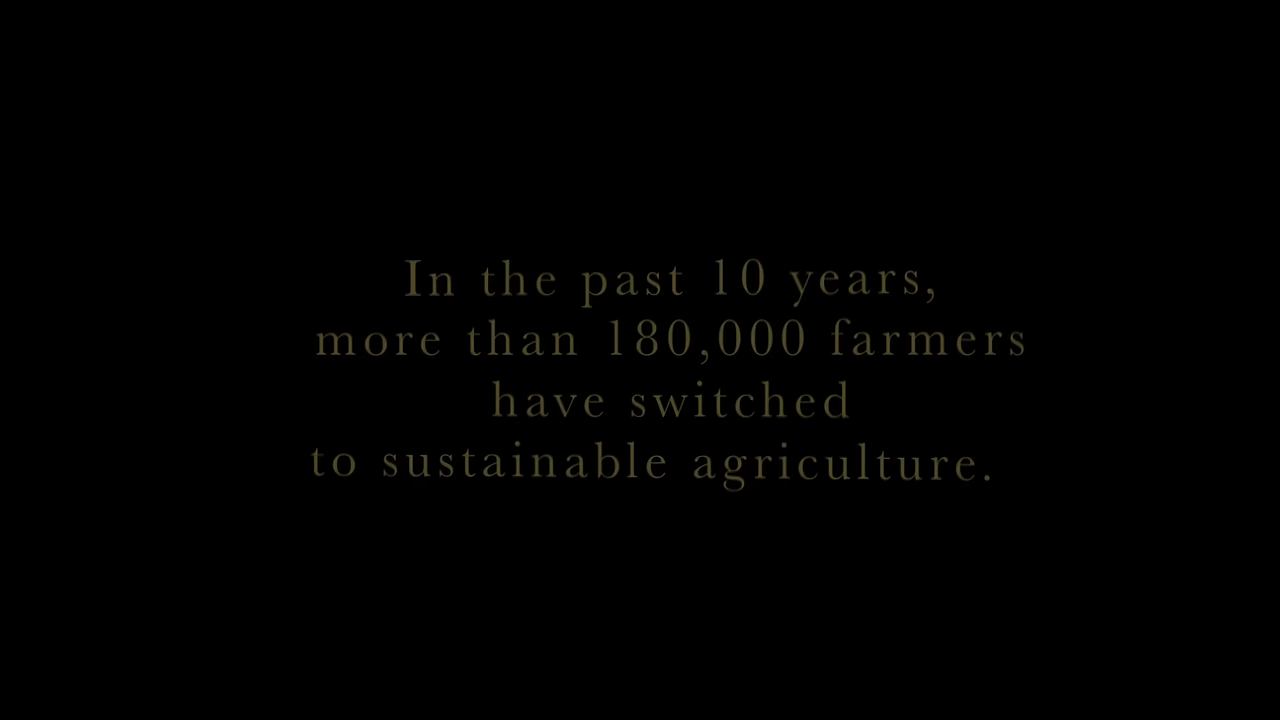 In the past 10 years,
more than 180,000 farmers
have switched
to sustainable agriculture.